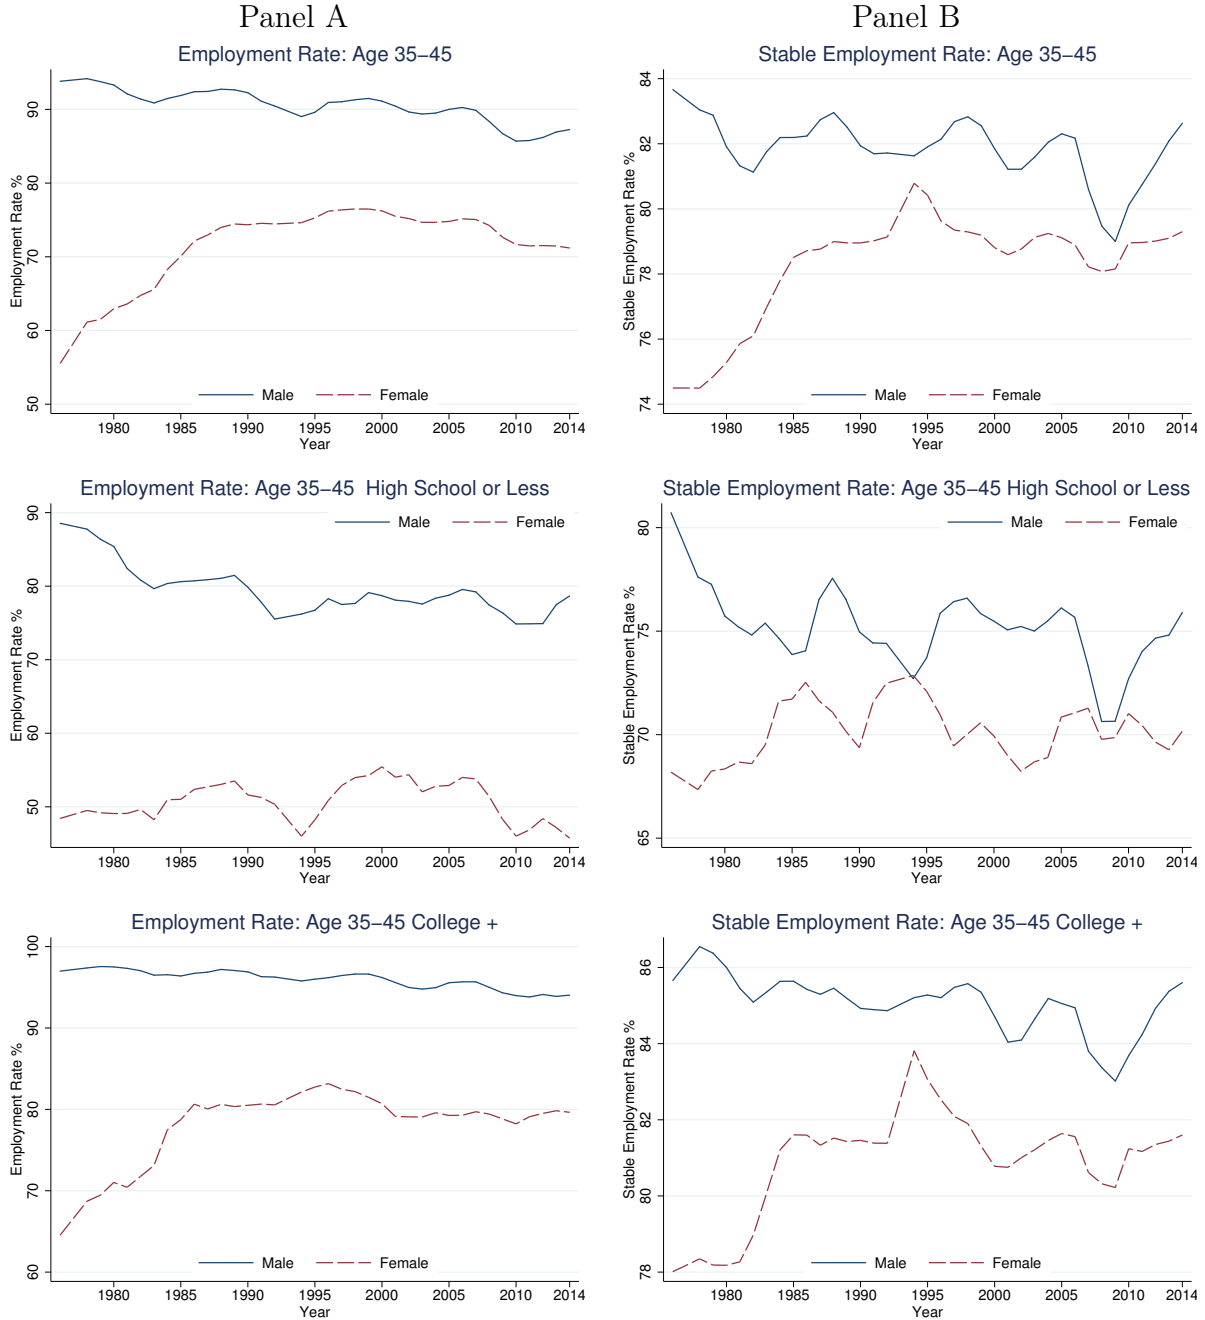 Panel A
Employment Rate: Age 35−45
Employment Rate %
90
80
70
60
50
Male Female
1980 1985 1990 1995 2000 2005 2010 2014
Year
Panel B
Stable Employment Rate: Age 35−45
Stable Employment Rate %
84
82
80
78
76
74
Male Female
1980 1985 1990 1995 2000 2005 2010 2014
Year
Employment Rate: Age 35−45 High School or Less
Male Female
Employment Rate %
90
80
70
60
50
1980 1985 1990 1995 2000 2005 2010 2014
Year
Stable Employment Rate: Age 35−45 High School or Less
Male Female
Stable Employment Rate %
80
75
70
65
1980 1985 1990 1995 2000 2005 2010 2014
Year
Employment Rate: Age 35−45 College +
Employment Rate %
100
90
80
70
60
Male Female
1980 1985 1990 1995 2000 2005 2010 2014
Year
Stable Employment Rate: Age 35−45 College +
Stable Employment Rate %
86
84
82
80
78
Male Female
1980 1985 1990 1995 2000 2005 2010 2014
Year